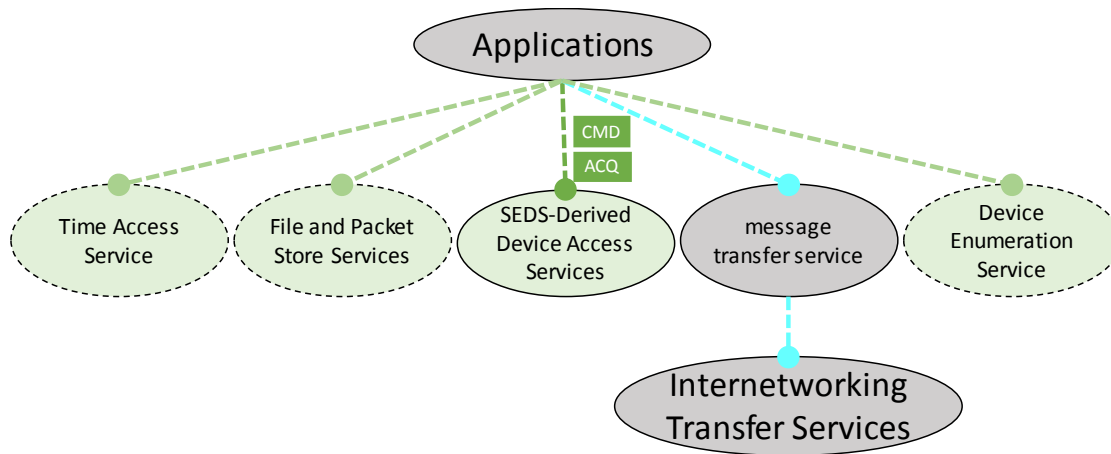 Applications
CMD
ACQ
Time Access
Service
File and Packet
Store Services
SEDS-Derived
Device Access
Services
message
transfer service
Device
Enumeration
Service
Internetworking
Transfer Services